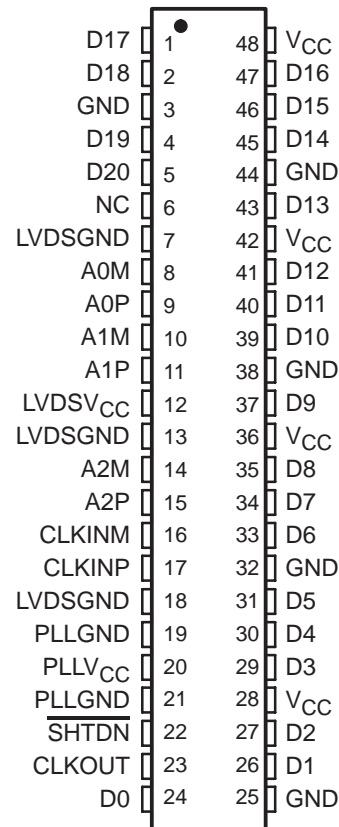 D17 1 48 VCC
D18 2 47 D16
GND 3 46 D15
D19 4 45 D14
D20 5 44 GND
NC 6 43 D13
LVDSGND 7 42 VCC
A0M 8 41 D12
A0P 9 40 D11
A1M 10 39 D10
A1P 11 38 GND
LVDSVCC 12 37 D9
LVDSGND 13 36 VCC
A2M 14 35 D8
A2P 15 34 D7
CLKINM 16 33 D6
CLKINP 17 32 GND
LVDSGND 18 31 D5
PLLGND 19 30 D4
PLLVCC 20 29 D3
PLLGND 21 28 VCC
SHTDN 22 27 D2
CLKOUT 23 26 D1
D0 24 25 GND